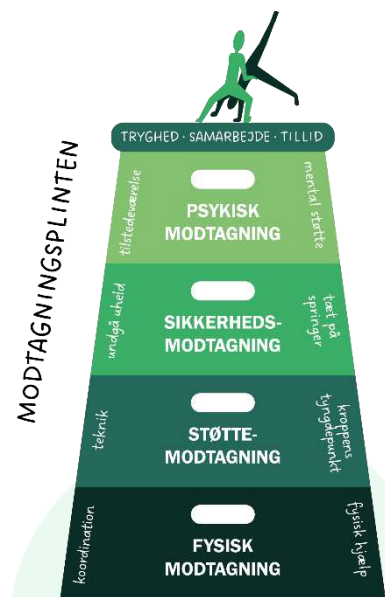 MODTAGNINGSPLINTEN
TRYGHED · SAMARBEJDE · TILLID
tilstedeværelse
PSYKISK
MODTAGNING
mental støtte
undgå uheld
SIKKERHEDS-
MODTAGNING
tæt på
springer
teknik
STØTTE-
MODTAGNING
kroppens
tyngdepunkt
koordination
FYSISK
MODTAGNING
fysisk hjælp